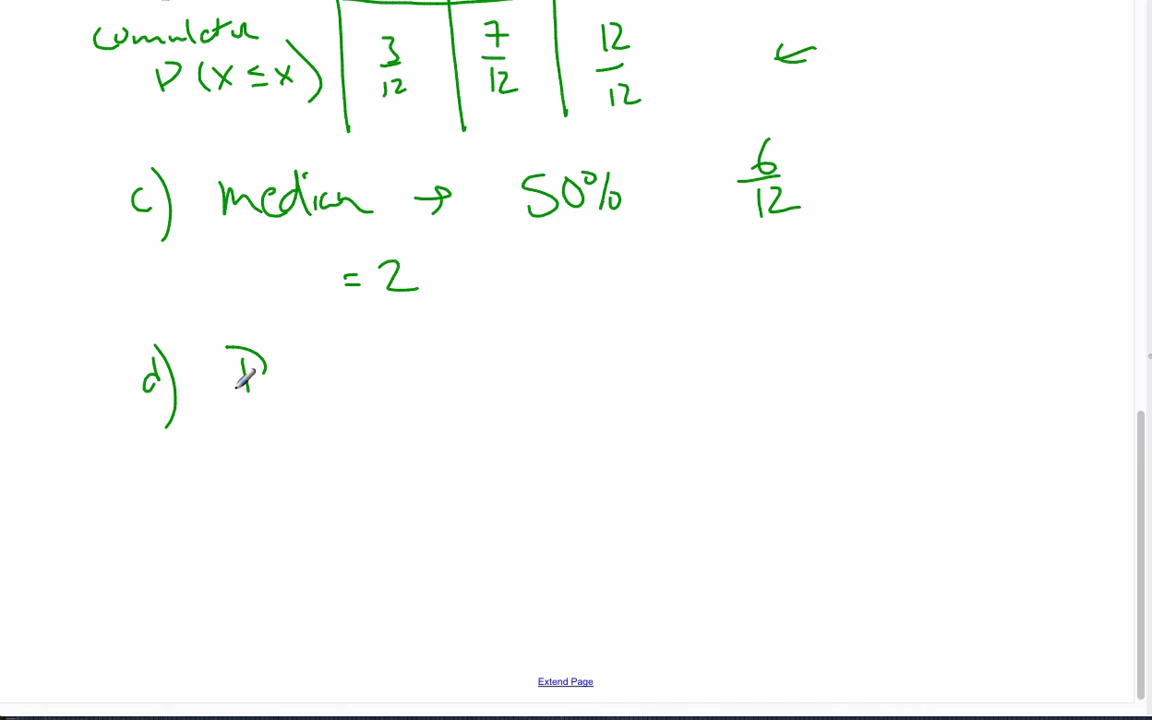 cumulative
P(X ≤ x) 3/12 7/12 12/12 ←
c) median → 50% 6/12
= 2
d) P
Extend Page